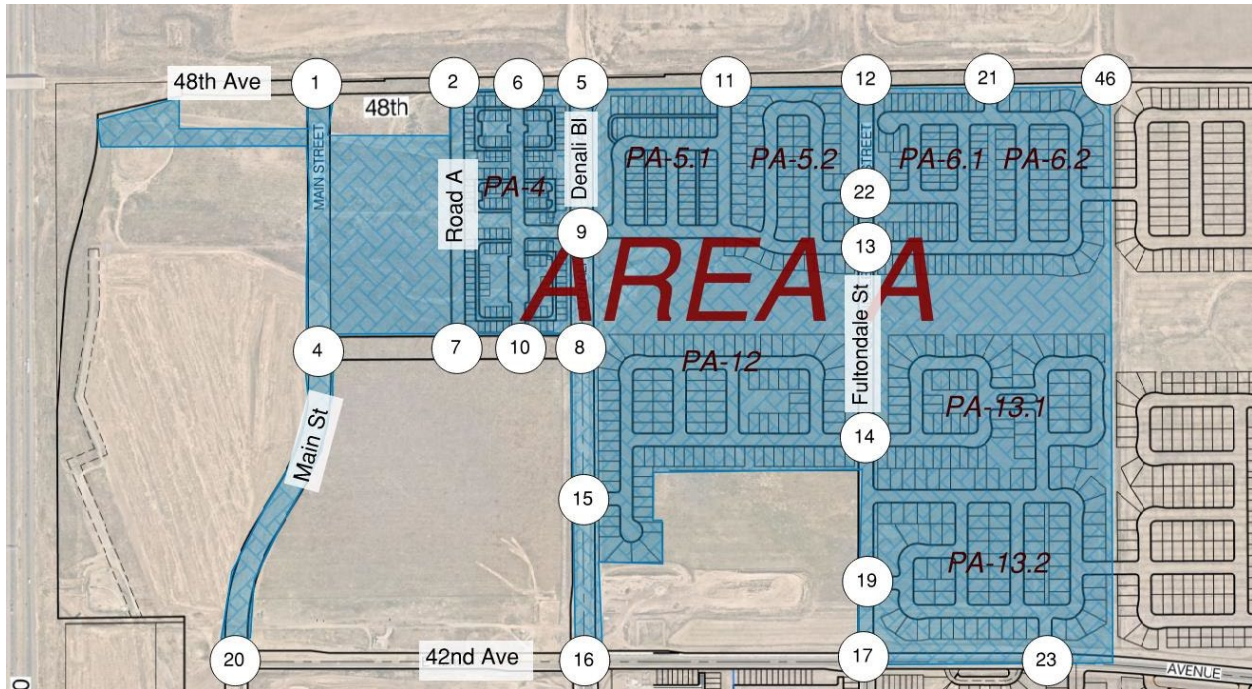 48th Ave
1
2
6
5
11
12
21
46
48th
MAIN STREET
Denali Bl
STREET
PA-5.1
PA-5.2
PA-6.1
PA-6.2
PA-4
Road A
22
9
13
AREA A
4
7
10
8
PA-12
Fultondale St
PA-13.1
Main St
14
15
PA-13.2
19
20
42nd Ave
16
17
23
AVENUE